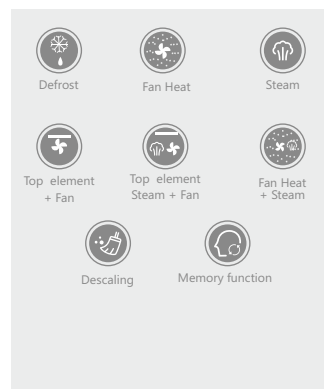 Defrost
Fan Heat
Steam
Top element
+ Fan
Top element
Steam + Fan
Fan Heat
+ Steam
Descaling
Memory function